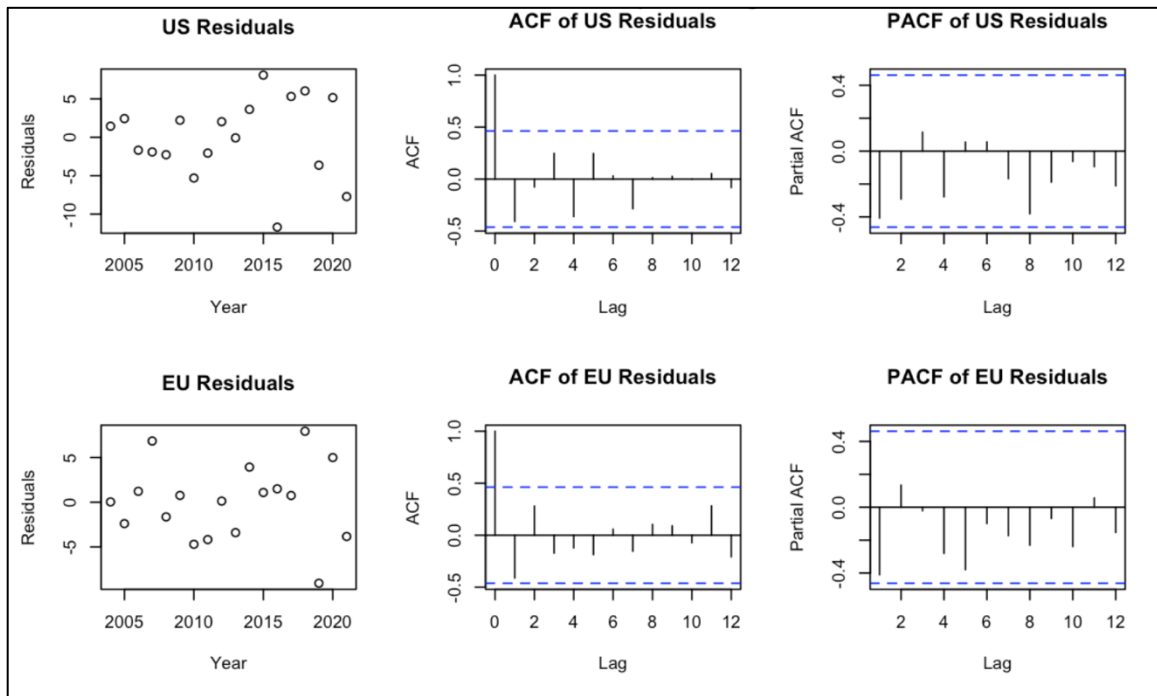 US Residuals
Residuals
5
0
-5
-10
2005 2010 2015 2020
Year
ACF of US Residuals
ACF
1.0
0.5
0.0
-0.5
0 2 4 6 8 10 12
Lag
PACF of US Residuals
Partial ACF
0.4
0.0
-0.4
2 4 6 8 10 12
Lag
EU Residuals
Residuals
5
0
-5
2005 2010 2015 2020
Year
ACF of EU Residuals
ACF
1.0
0.5
0.0
-0.5
0 2 4 6 8 10 12
Lag
PACF of EU Residuals
Partial ACF
0.4
0.0
-0.4
2 4 6 8 10 12
Lag